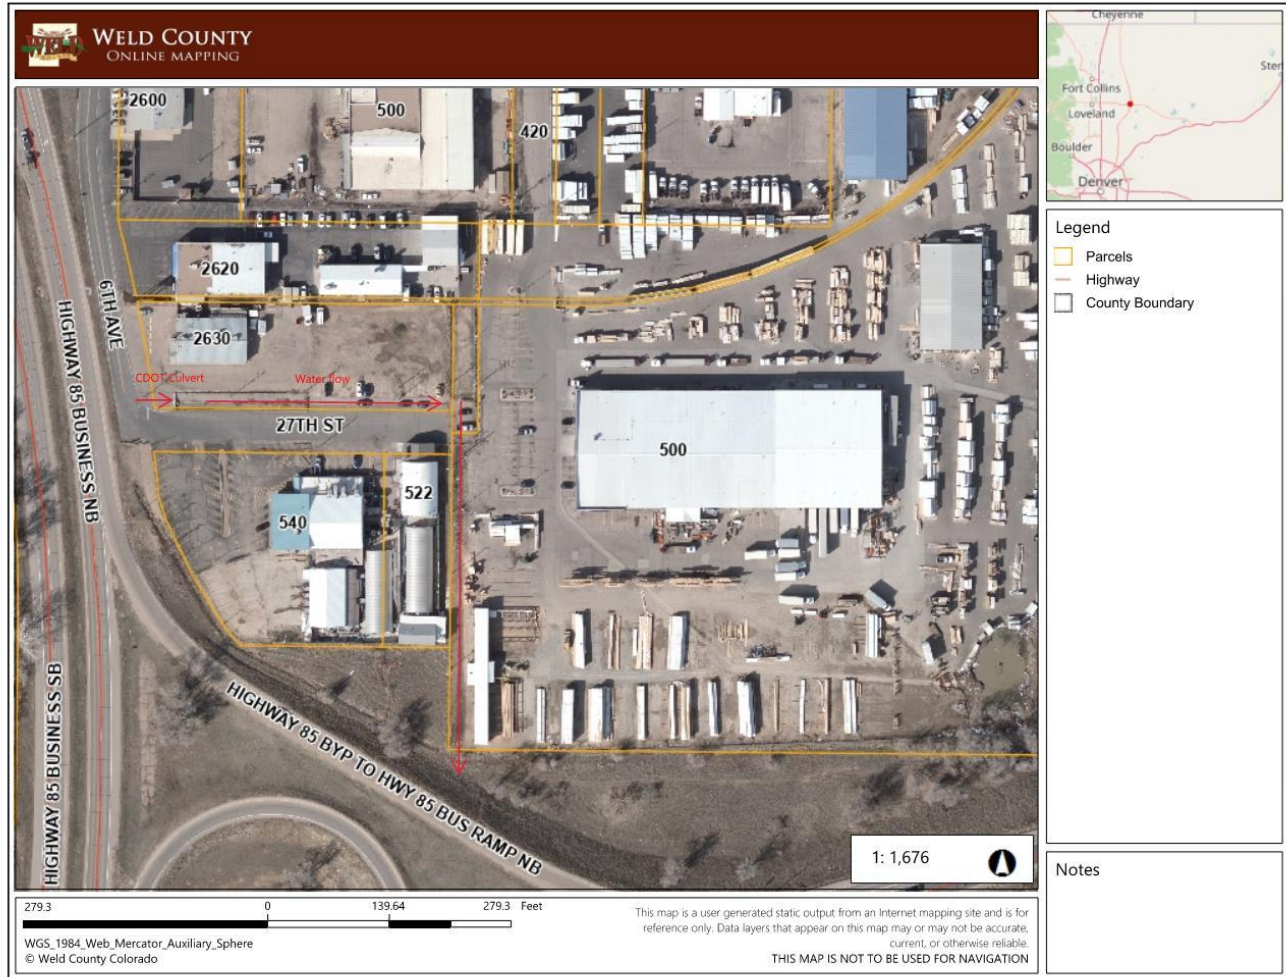 WELD COUNTY
ONLINE MAPPING
2600
500
420
2620
6TH AVE
HIGHWAY 85 BUSINESS NB
2630
CDOT Culvert
Water flow
27TH ST
500
522
540
HIGHWAY 85 BUSINESS SB
HIGHWAY 85 BYP TO HWY 85 BUS RAMP NB
1: 1,676
279.3 0 139.64 279.3 Feet
WGS_1984_Web_Mercator_Auxiliary_Sphere
© Weld County Colorado
This map is a user generated static output from an Internet mapping site and is for
reference only. Data layers that appear on this map may or may not be accurate,
current, or otherwise reliable.
THIS MAP IS NOT TO BE USED FOR NAVIGATION
Cheyenne
Ster
Fort Collins
Loveland
Boulder
Denver
Legend
Parcels
Highway
County Boundary
Notes